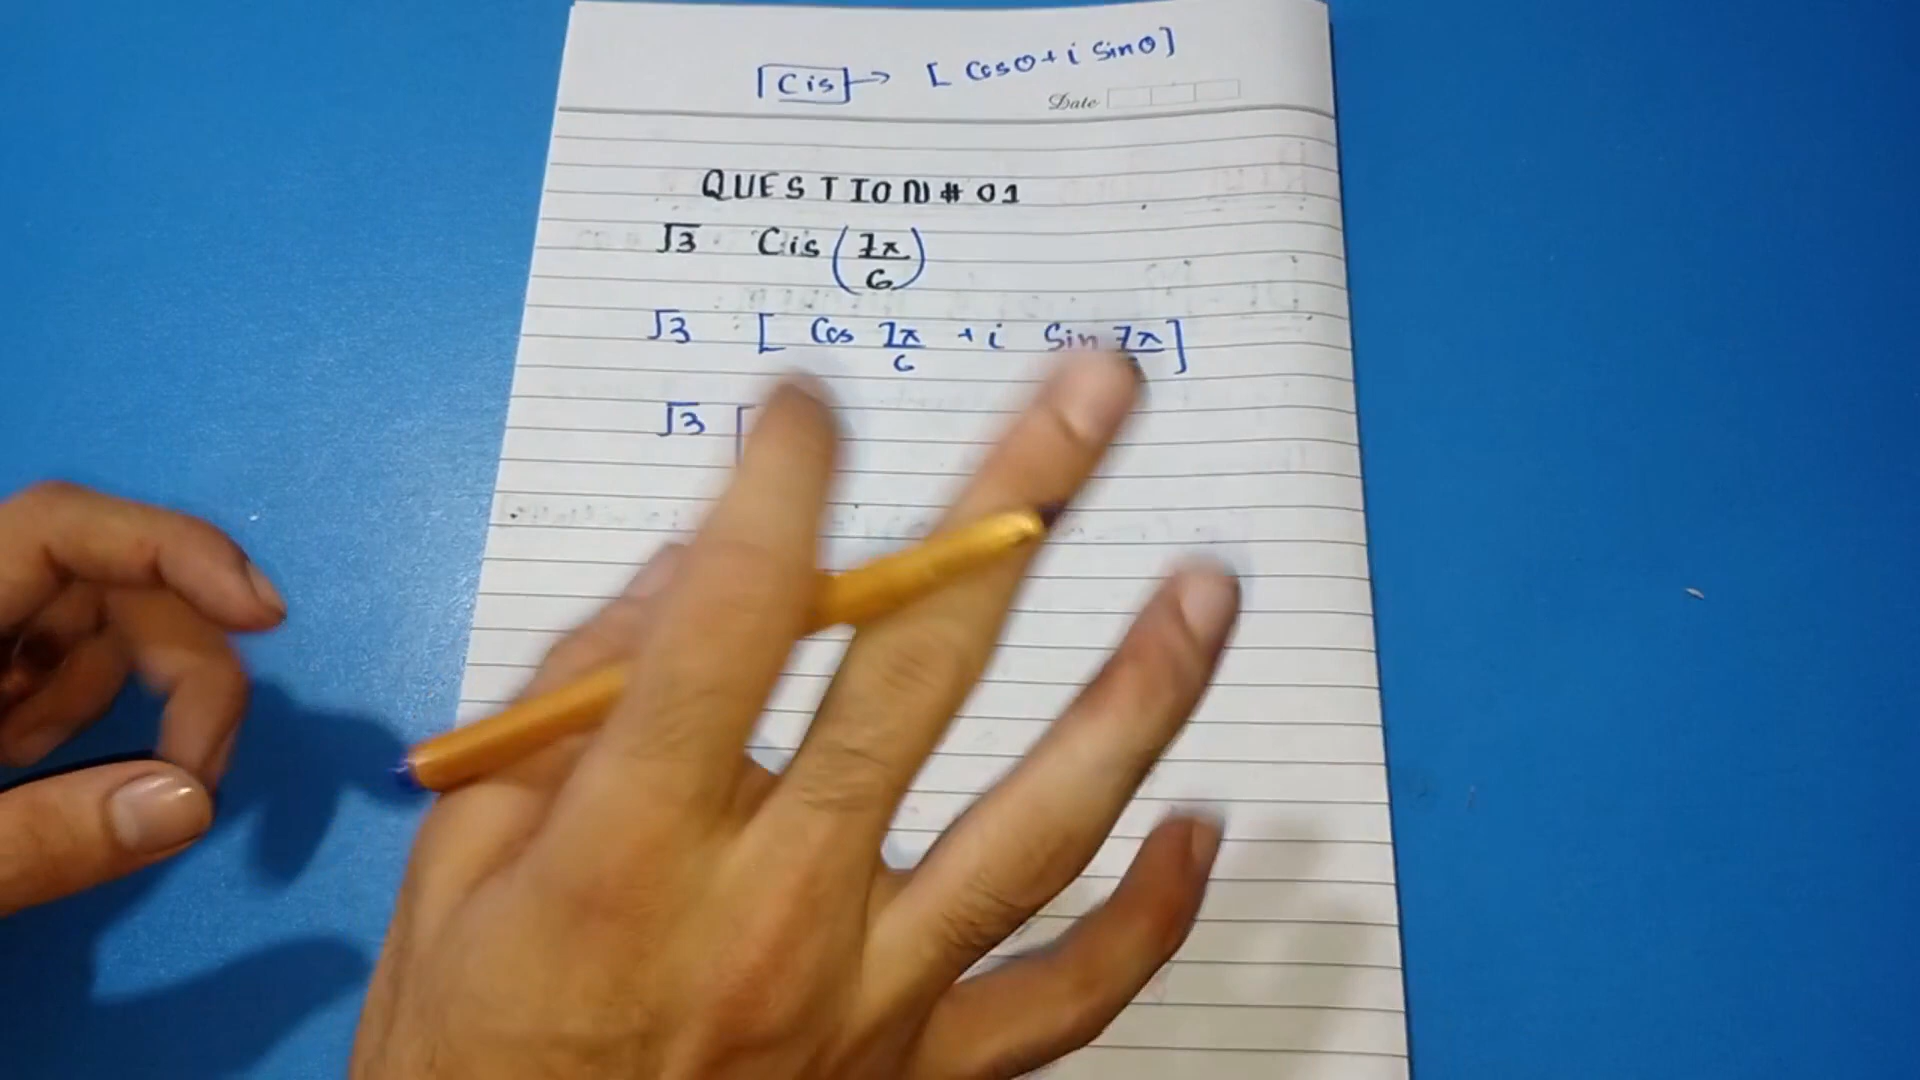 Cis → [ Cosθ + i Sinθ ]
Date
QUESTION # 01
√3 Cis (7π/6)
√3 [ Cos 7π/6 + i Sin 7π ]
√3 [